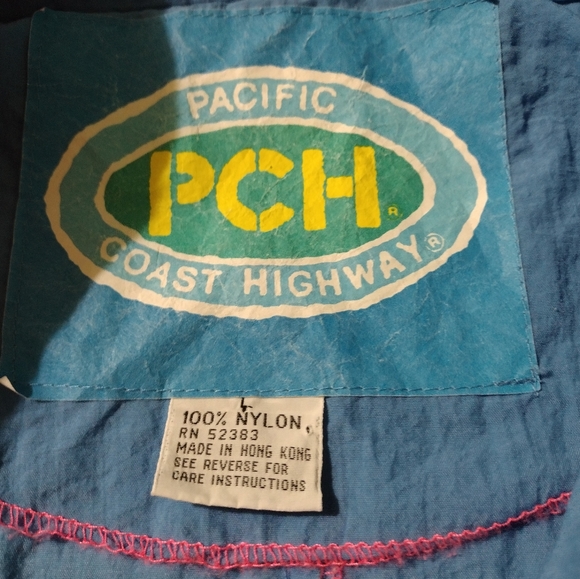 PACIFIC
PCH®
COAST HIGHWAY®
L
100% NYLON
RN 52383
MADE IN HONG KONG
SEE REVERSE FOR
CARE INSTRUCTIONS